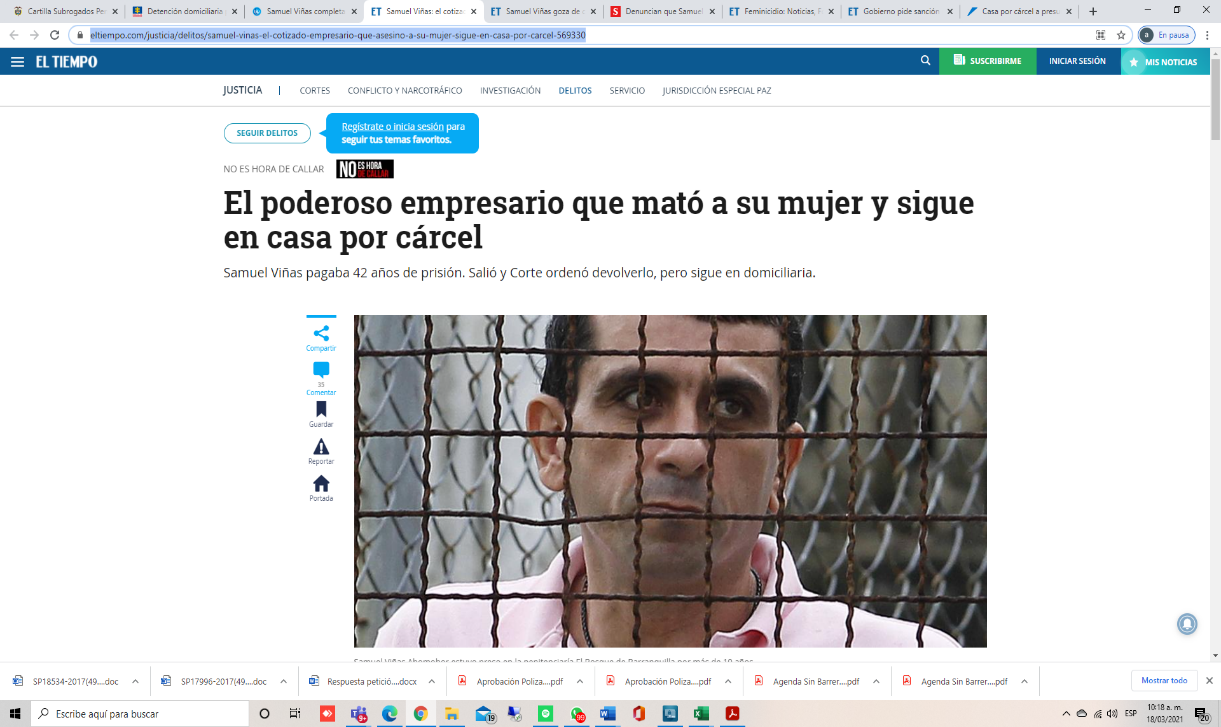 Cartilla Subrogados Pe
Detención domiciliaria
Samuel Viñas completa
Samuel Viñas: el cotiza
Samuel Viñas goza de
Denuncian que Samuel
Feminicidio: Noticias, F
Gobierno pide sanción
Casa por cárcel a presu
eltiempo.com/justicia/delitos/samuel-vinas-el-cotizado-empresario-que-asesino-a-su-mujer-sigue-en-casa-por-carcel-569330
a En pausa
EL TIEMPO
SUSCRIBIRME
INICIAR SESIÓN
MIS NOTICIAS
JUSTICIA | CORTES CONFLICTO Y NARCOTRÁFICO INVESTIGACIÓN DELITOS SERVICIO JURISDICCIÓN ESPECIAL PAZ
SEGUIR DELITOS
Regístrate o inicia sesión para
seguir tus temas favoritos.
NO ES HORA DE CALLAR
NO ES HORA
DE CALLAR
El poderoso empresario que mató a su mujer y sigue
en casa por cárcel
Samuel Viñas pagaba 42 años de prisión. Salió y Corte ordenó devolverlo, pero sigue en domiciliaria.
Compartir
35
Comentar
Guardar
Reportar
Portada
SP18534-2017(49....doc
SP17996-2017(49....doc
Respuesta petició....docx
Aprobación Poliza....pdf
Aprobación Poliza....pdf
Agenda Sin Barrer....pdf
Agenda Sin Barrer....pdf
Mostrar todo
Escribe aquí para buscar
9+
19
99
ESP
10:18 a. m.
18/03/2021
20